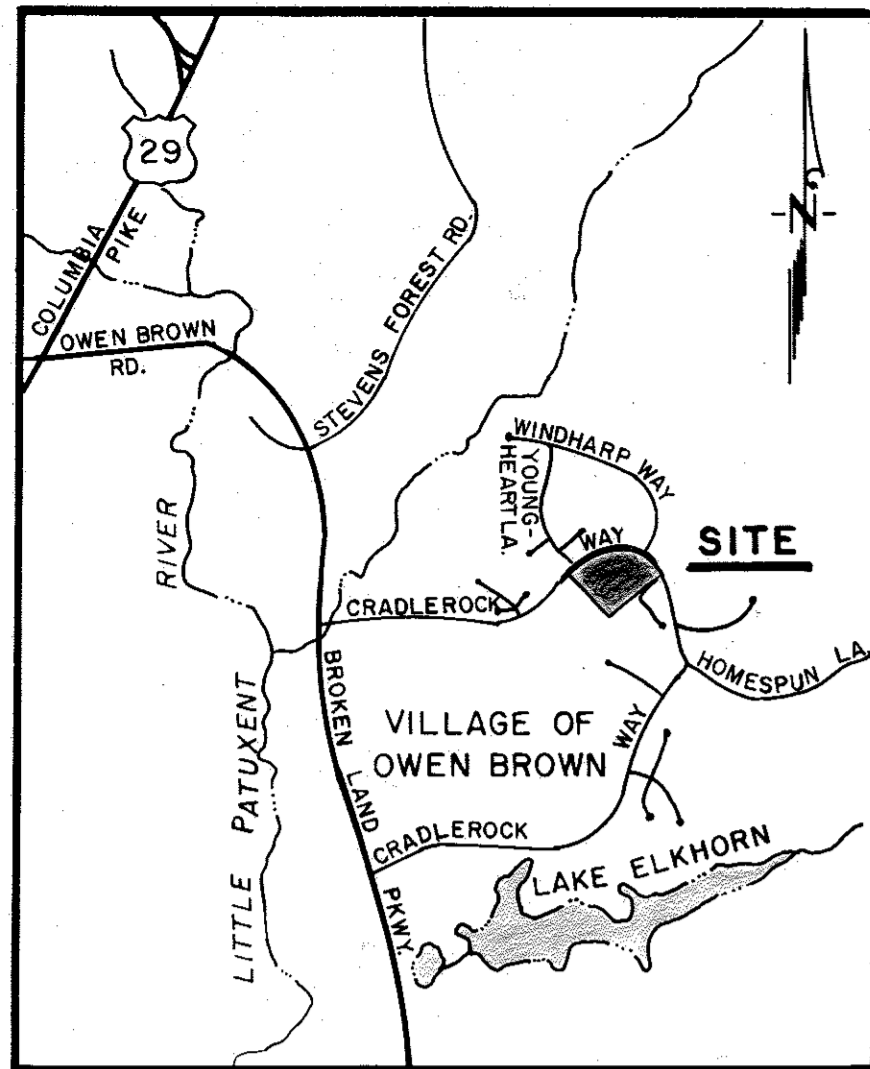 29
COLUMBIA
PIKE
OWEN BROWN
RD.
STEVENS FOREST RD.
N
WINDHARP WAY
YOUNG-
HEART LA.
WAY
SITE
CRADLEROCK
HOMESPUN LA.
RIVER
LITTLE PATUXENT
BROKEN LAND
PKWY.
VILLAGE OF
OWEN BROWN
WAY
CRADLEROCK
LAKE ELKHORN